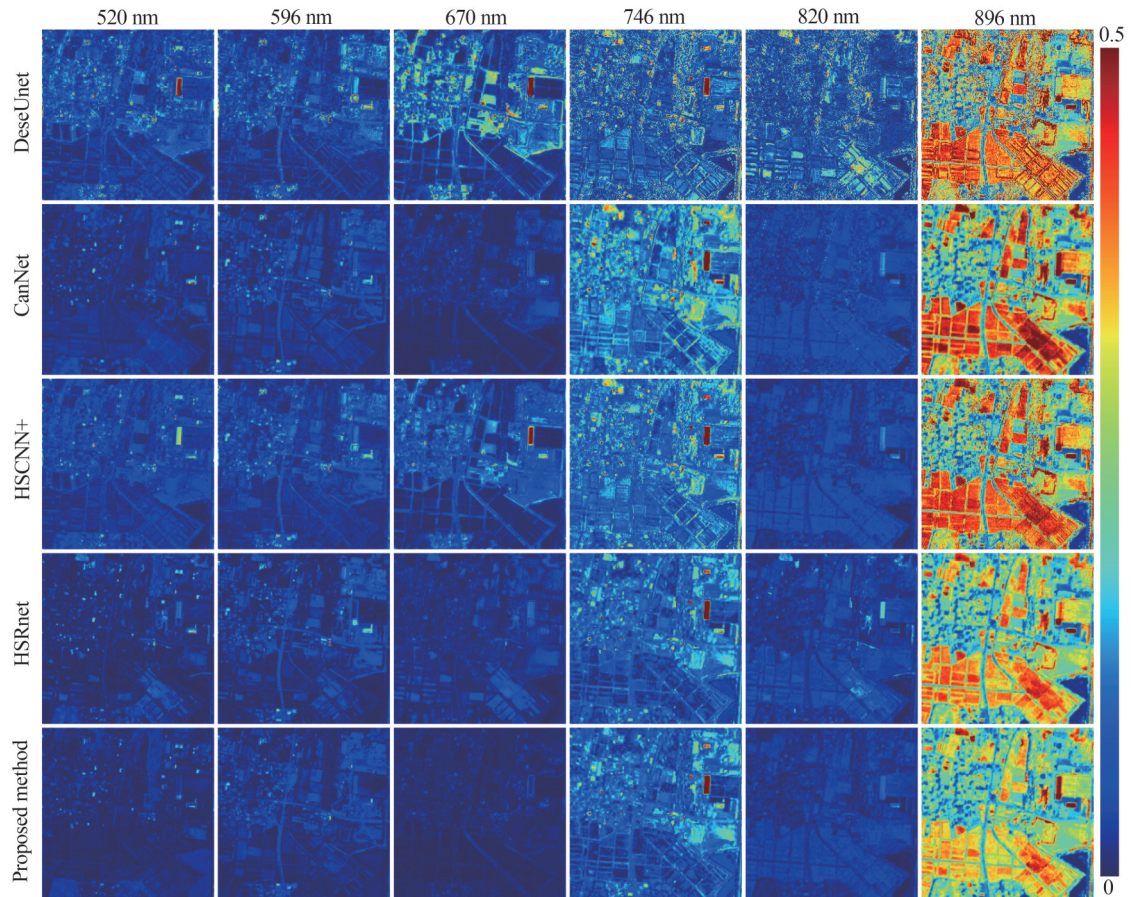 520 nm 596 nm 670 nm 746 nm 820 nm 896 nm
0.5
DeseUnet
CanNet
HSCNN+
HSRnet
Proposed method
0